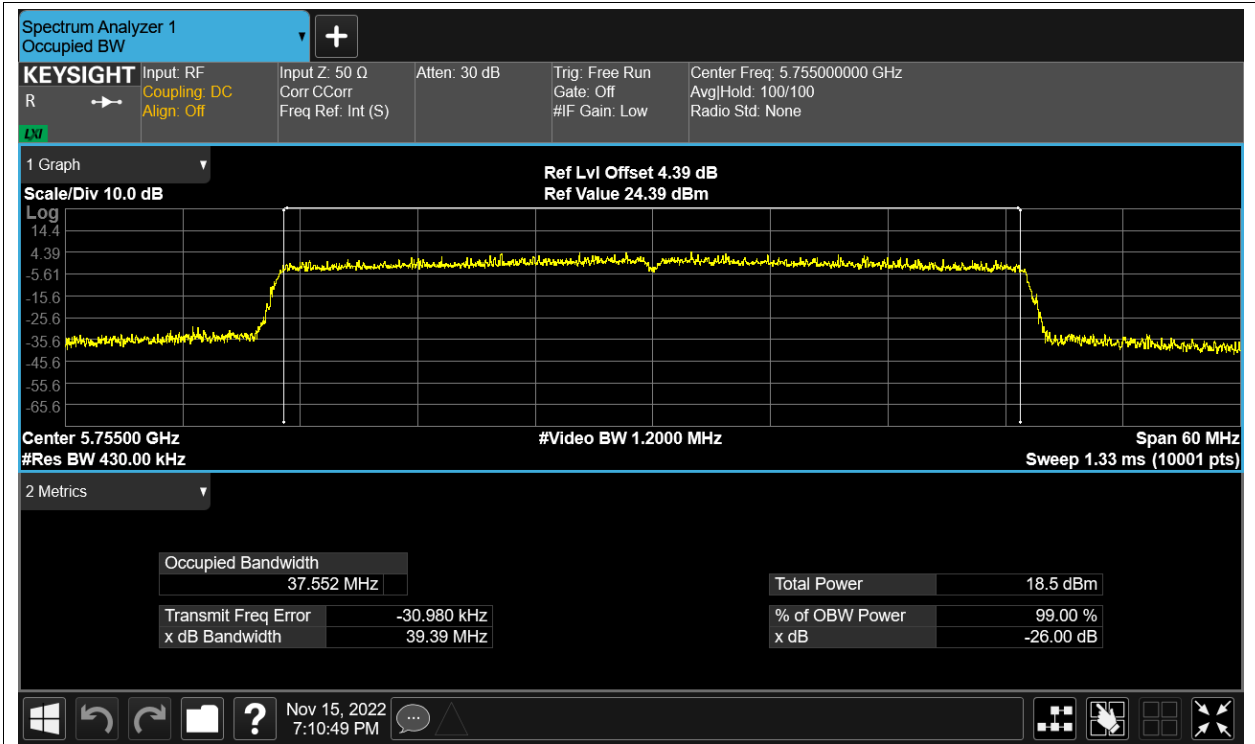 Spectrum Analyzer 1
Occupied BW
KEYSIGHT
R
LXI
Input: RF
Coupling: DC
Align: Off
Input Z: 50 Ω
Corr CCorr
Freq Ref: Int (S)
Atten: 30 dB
Trig: Free Run
Gate: Off
#IF Gain: Low
Center Freq: 5.755000000 GHz
Avg|Hold: 100/100
Radio Std: None
1 Graph
Ref Lvl Offset 4.39 dB
Scale/Div 10.0 dB
Ref Value 24.39 dBm
Log
14.4
4.39
-5.61
-15.6
-25.6
-35.6
-45.6
-55.6
-65.6
Center 5.75500 GHz
#Video BW 1.2000 MHz
Span 60 MHz
#Res BW 430.00 kHz
Sweep 1.33 ms (10001 pts)
2 Metrics
Occupied Bandwidth
37.552 MHz
Transmit Freq Error -30.980 kHz
x dB Bandwidth 39.39 MHz
Total Power 18.5 dBm
% of OBW Power 99.00 %
x dB -26.00 dB
?
Nov 15, 2022
7:10:49 PM